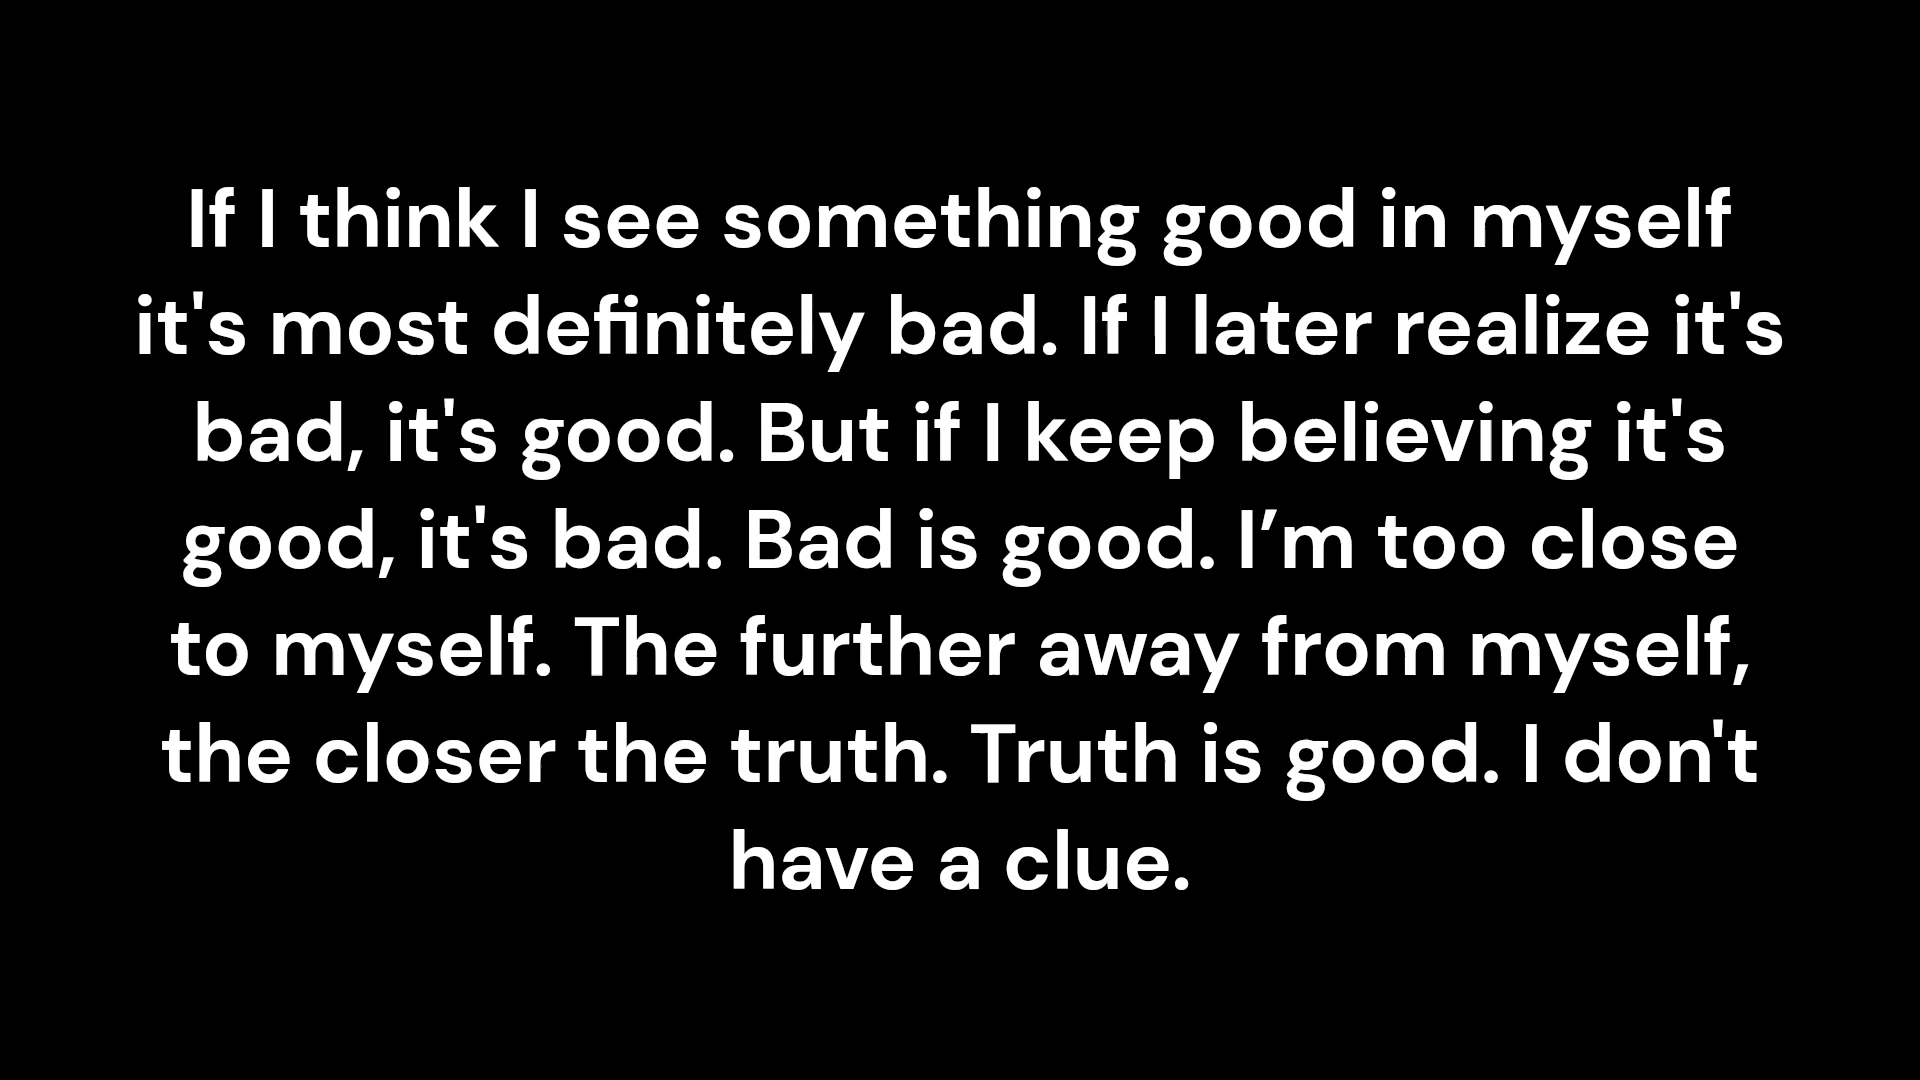 If I think I see something good in myself
it's most definitely bad. If I later realize it's
bad, it's good. But if I keep believing it's
good, it's bad. Bad is good. I’m too close
to myself. The further away from myself,
the closer the truth. Truth is good. I don't
have a clue.